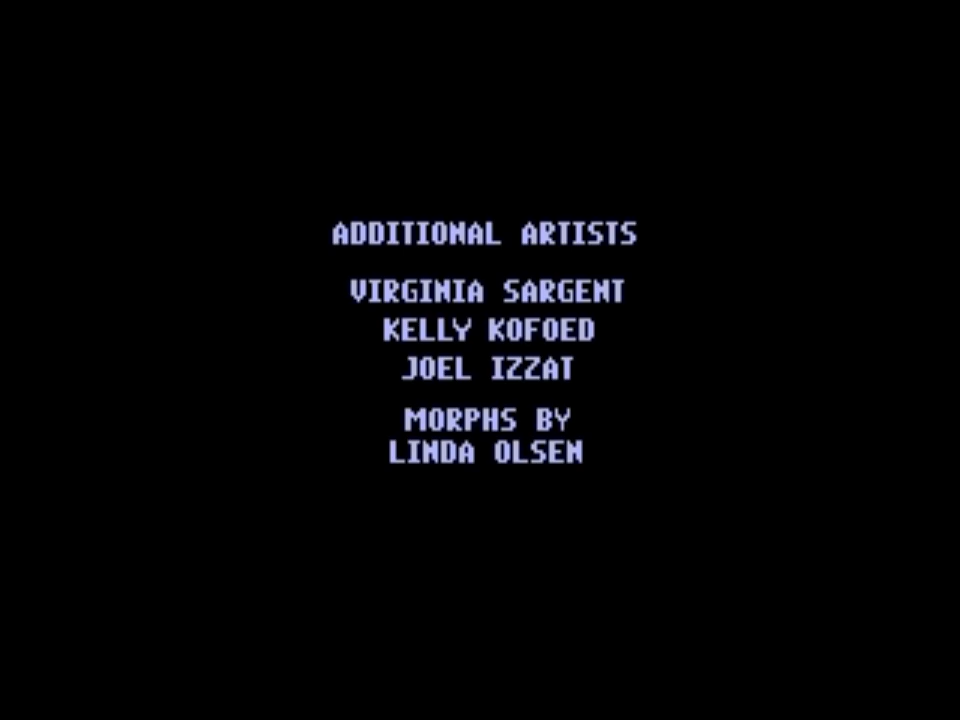 ADDITIONAL ARTISTS
VIRGINIA SARGENT
KELLY KOFOED
JOEL IZZAT
MORPHS BY
LINDA OLSEN